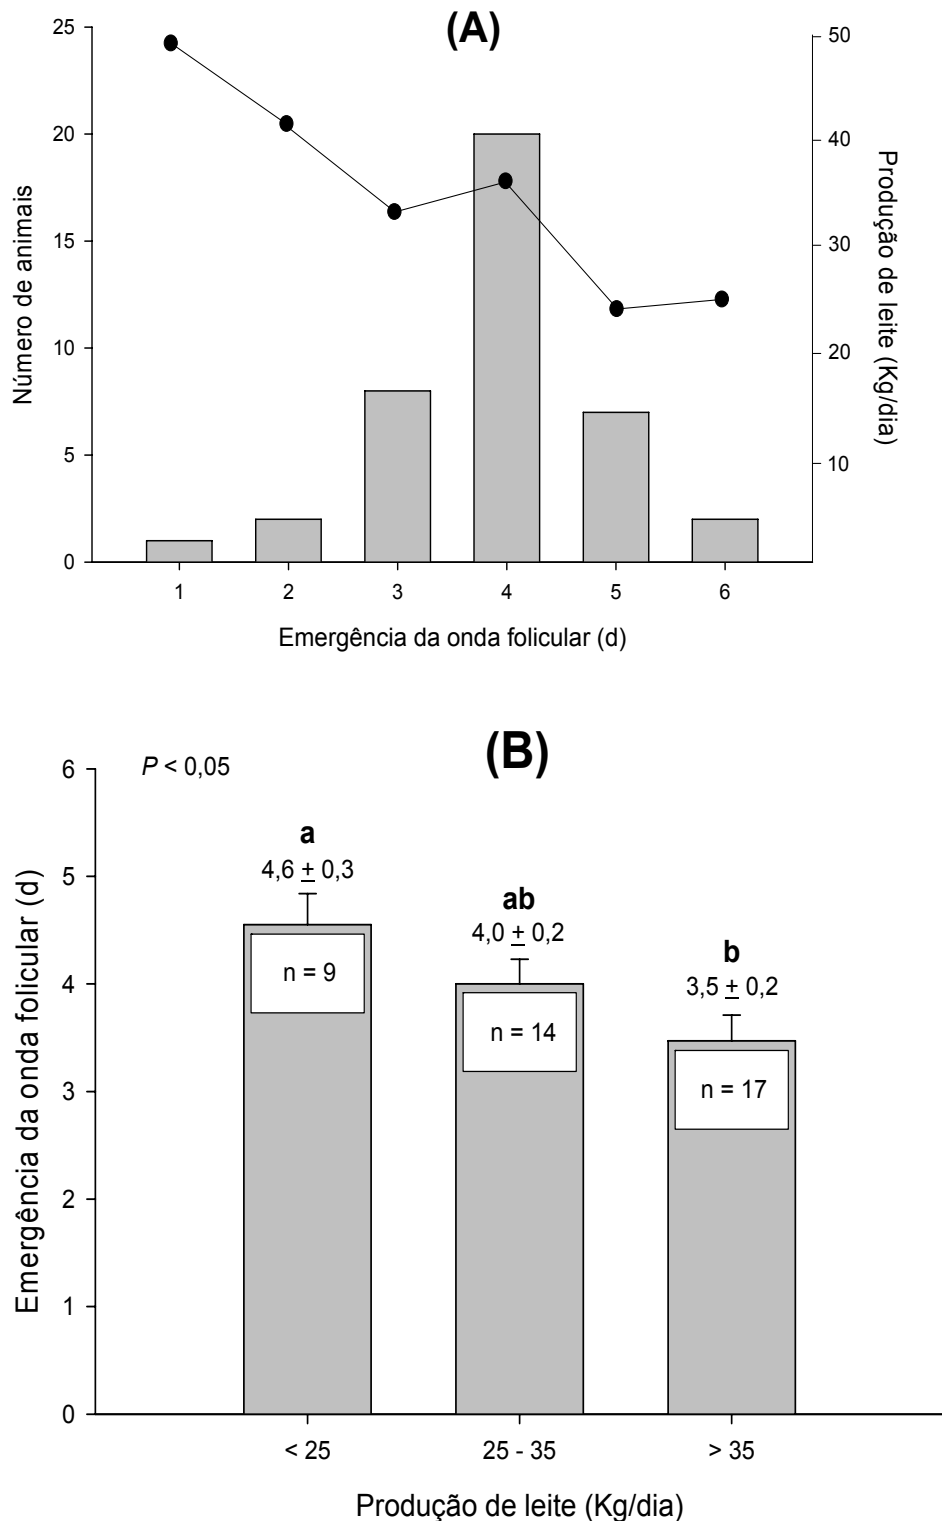 (A)
25
20
15
10
5
0
50
40
30
20
10
Número de animais
Produção de leite (Kg/dia)
1 2 3 4 5 6
Emergência da onda folicular (d)
(B)
P < 0,05
6
5
4
3
2
1
0
Emergência da onda folicular (d)
a
4,6 ± 0,3
n = 9
ab
4,0 ± 0,2
n = 14
b
3,5 ± 0,2
n = 17
< 25 25 - 35 > 35
Produção de leite (Kg/dia)